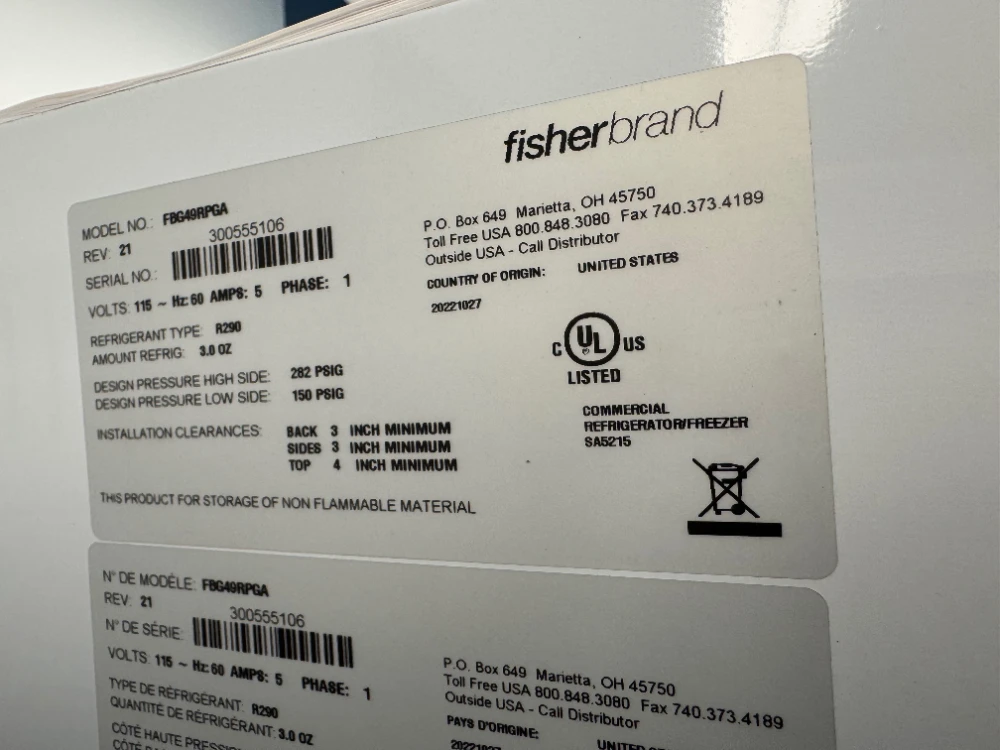 fisherbrand
MODEL NO.: FBG49RPGA
REV: 21
300555106
SERIAL NO.:
VOLTS: 115 ~ Hz: 60 AMPS: 5 PHASE: 1
REFRIGERANT TYPE: R290
AMOUNT REFRIG: 3.0 OZ
DESIGN PRESSURE HIGH SIDE: 282 PSIG
DESIGN PRESSURE LOW SIDE: 150 PSIG
INSTALLATION CLEARANCES: BACK 3 INCH MINIMUM
SIDES 3 INCH MINIMUM
TOP 4 INCH MINIMUM
THIS PRODUCT FOR STORAGE OF NON FLAMMABLE MATERIAL
P.O. Box 649 Marietta, OH 45750
Toll Free USA 800.848.3080 Fax 740.373.4189
Outside USA - Call Distributor
COUNTRY OF ORIGIN: UNITED STATES
20221027
C UL US
LISTED
COMMERCIAL
REFRIGERATOR/FREEZER
SA5215
N° DE MODÉLE: FBG49RPGA
REV: 21
300555106
N° DE SÉRIE:
VOLTS: 115 ~ Hz: 60 AMPS: 5 PHASE: 1
TYPE DE RÉFRIGÉRANT: R290
QUANTITÉ DE RÉFRIGÉRANT: 3.0 OZ
CÔTÉ HAUTE
P.O. Box 649 Marietta, OH 45750
Toll Free USA 800.848.3080 Fax 740.373.4189
Outside USA - Call Distributor
PAYS D'ORIGINE: